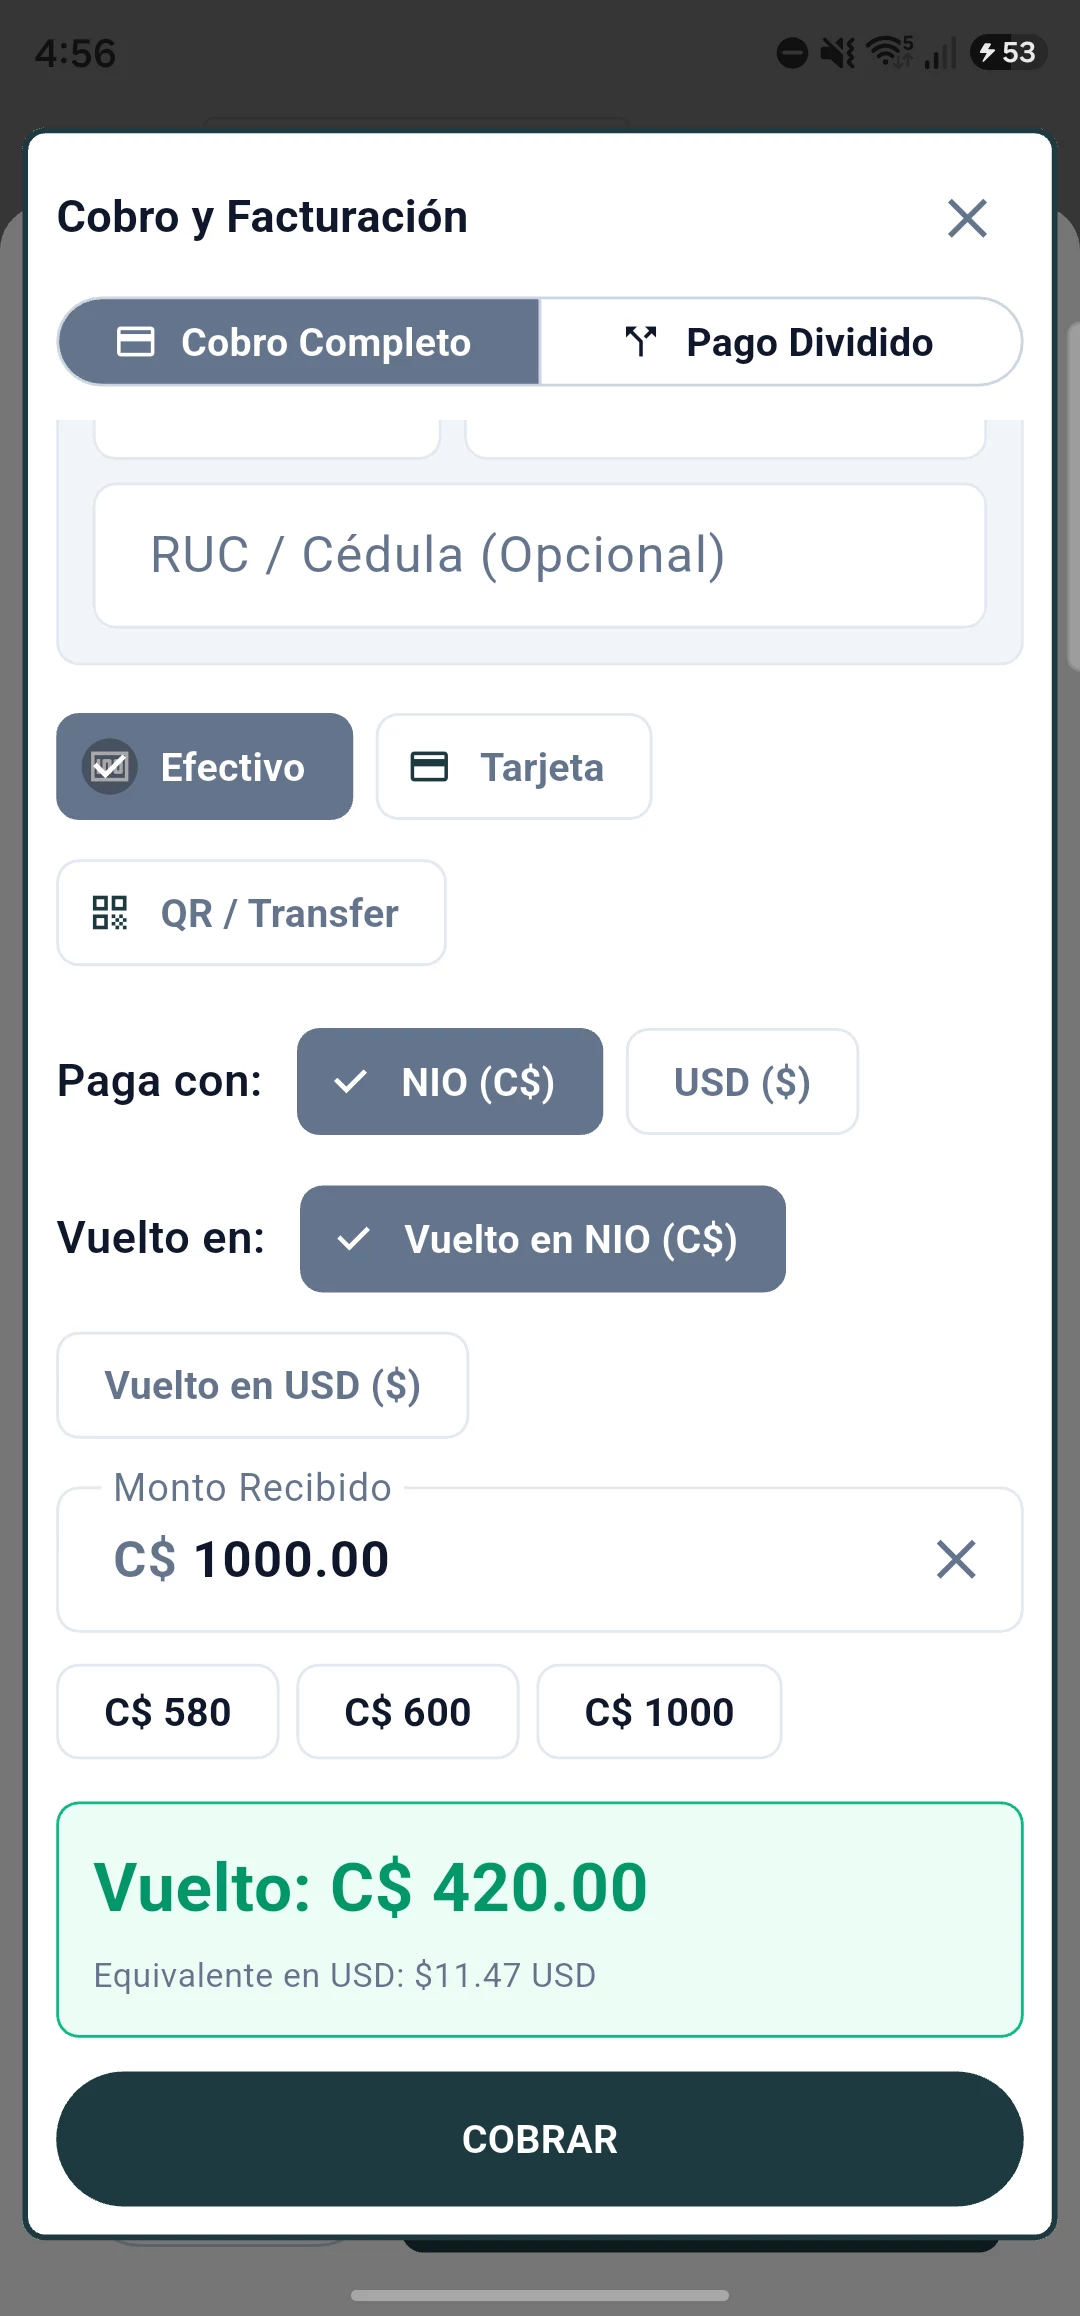 4:56
5
53
Cobro y Facturación
Cobro Completo
Pago Dividido
RUC / Cédula (Opcional)
Efectivo
Tarjeta
QR / Transfer
Paga con:
NIO (C$)
USD ($)
Vuelto en:
Vuelto en NIO (C$)
Vuelto en USD ($)
Monto Recibido
C$ 1000.00
C$ 580
C$ 600
C$ 1000
Vuelto: C$ 420.00
Equivalente en USD: $11.47 USD
COBRAR